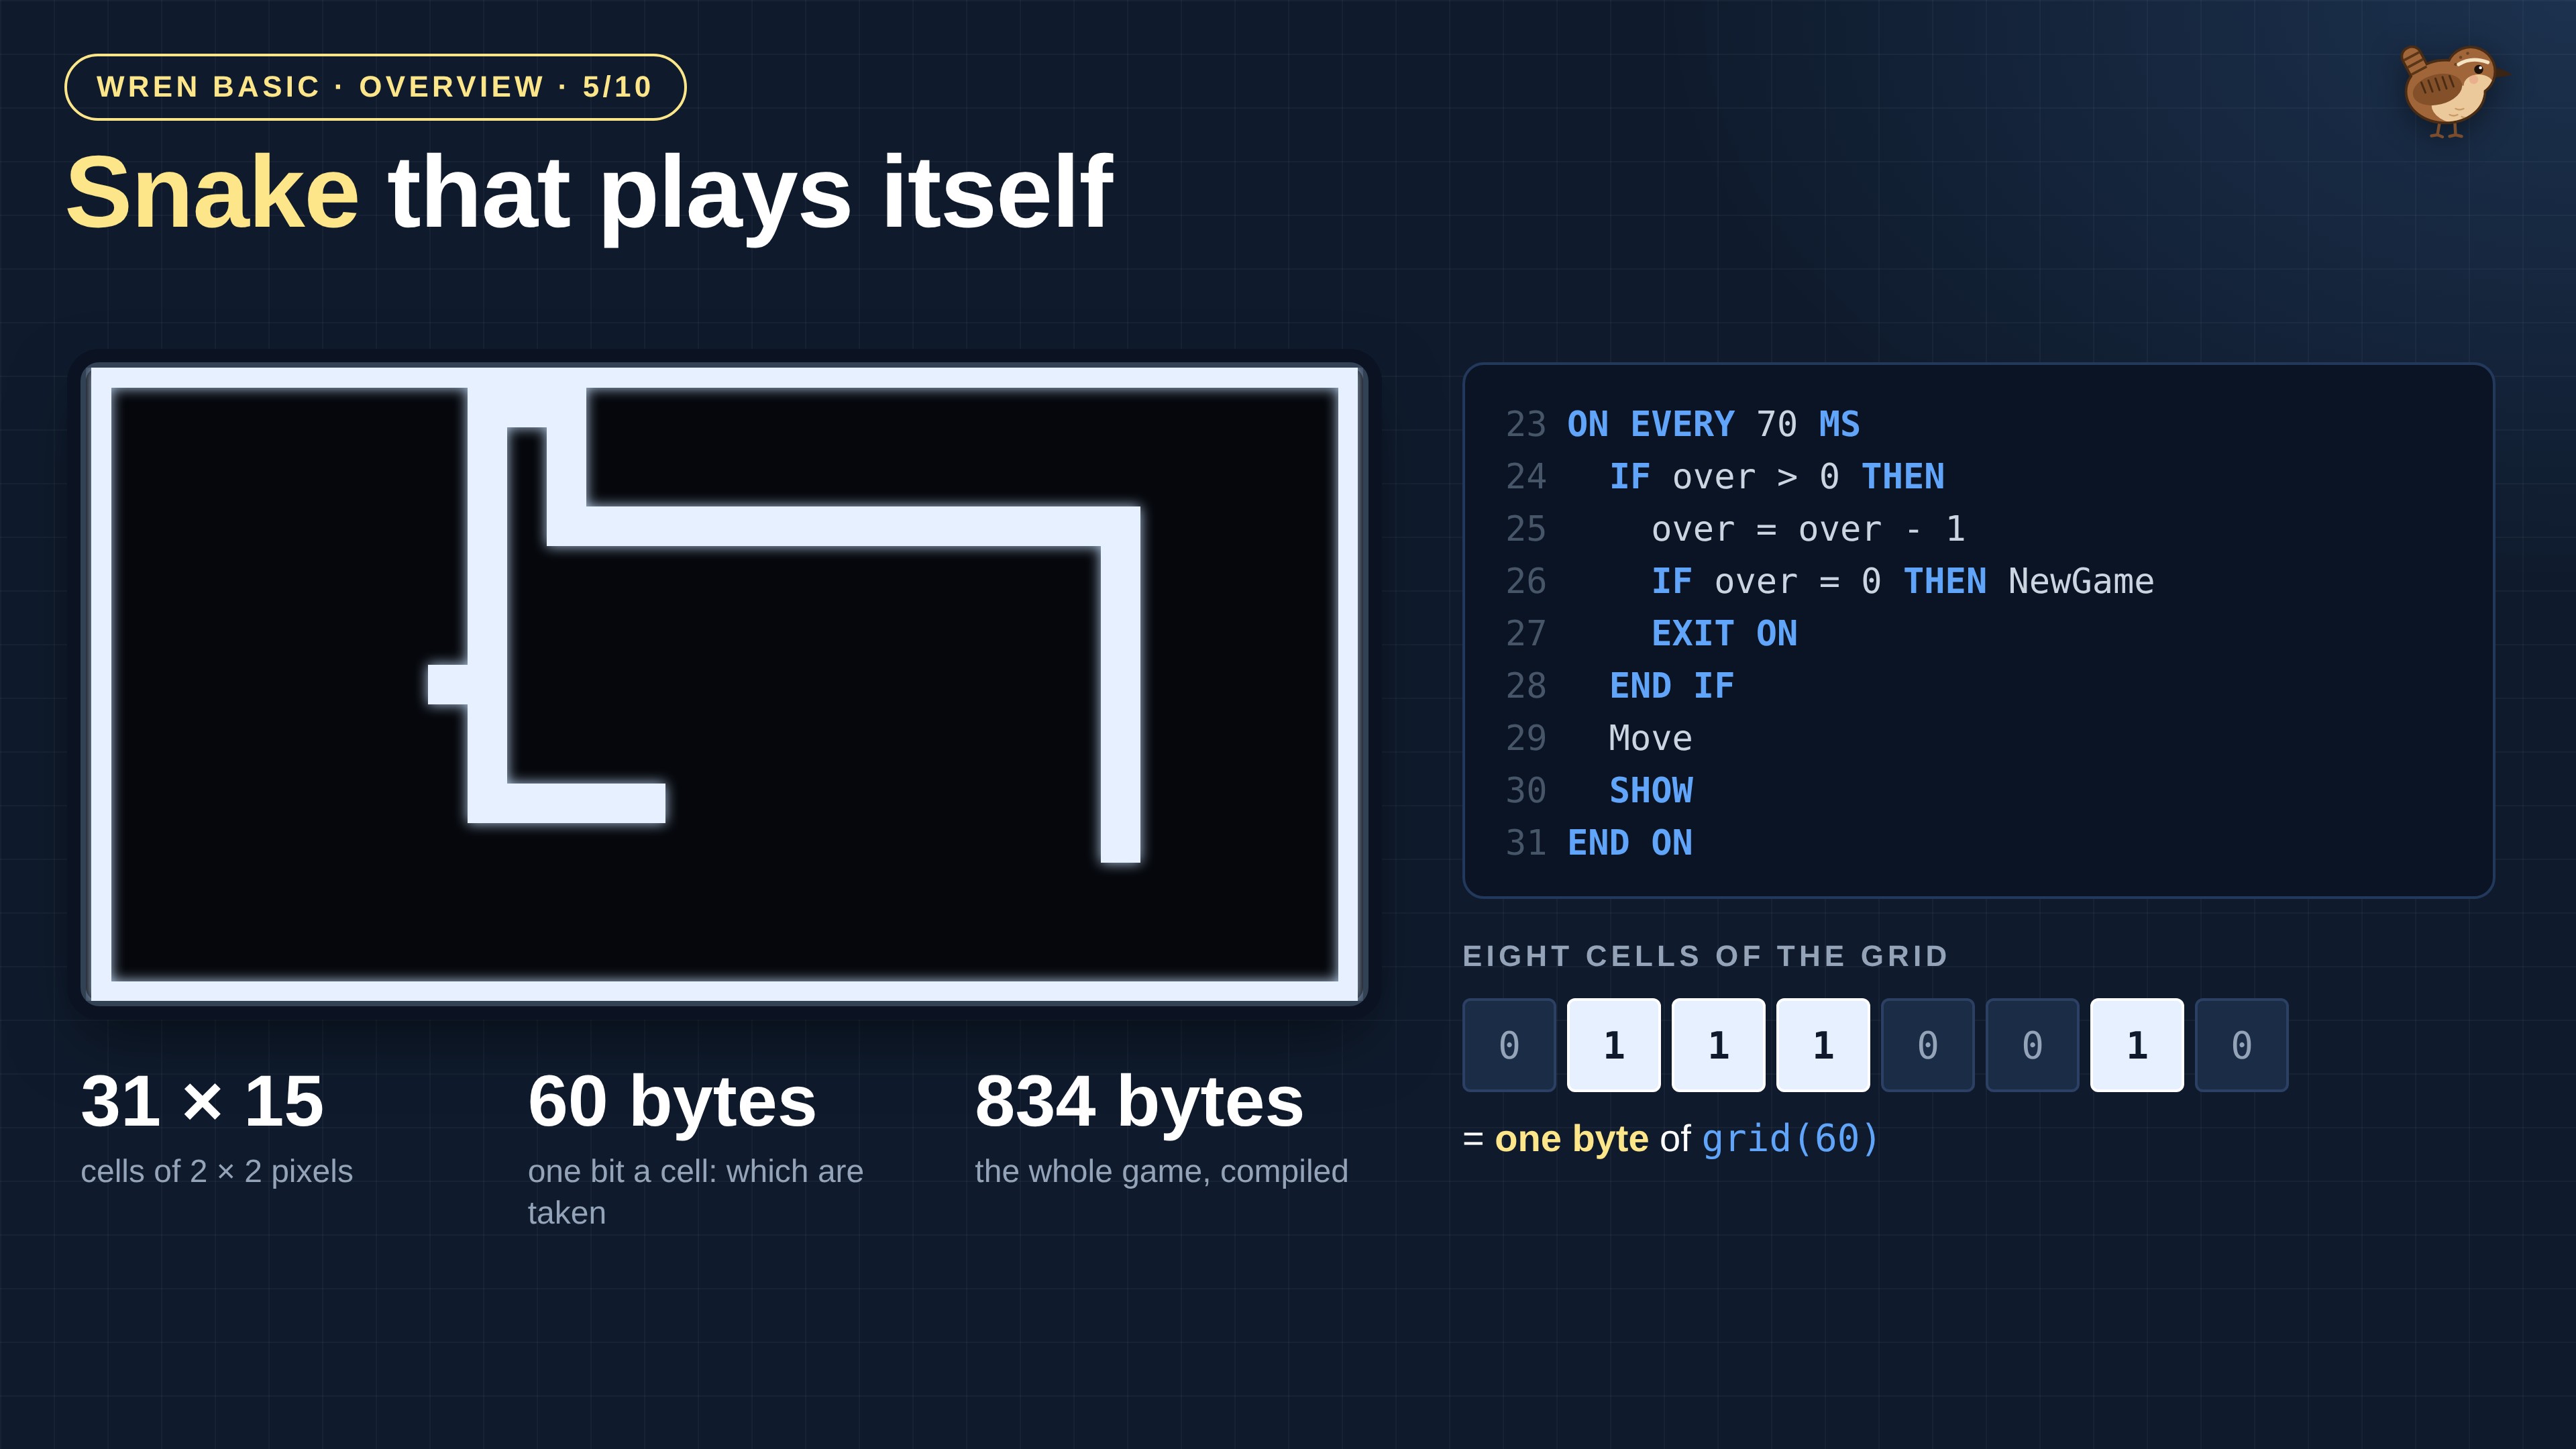 WREN BASIC · OVERVIEW · 5/10
Snake that plays itself
23 ON EVERY 70 MS
24 IF over > 0 THEN
25 over = over - 1
26 IF over = 0 THEN NewGame
27 EXIT ON
28 END IF
29 Move
30 SHOW
31 END ON
EIGHT CELLS OF THE GRID
0 1 1 1 0 0 1 0
= one byte of grid(60)
31 × 15
cells of 2 × 2 pixels
60 bytes
one bit a cell: which are
taken
834 bytes
the whole game, compiled